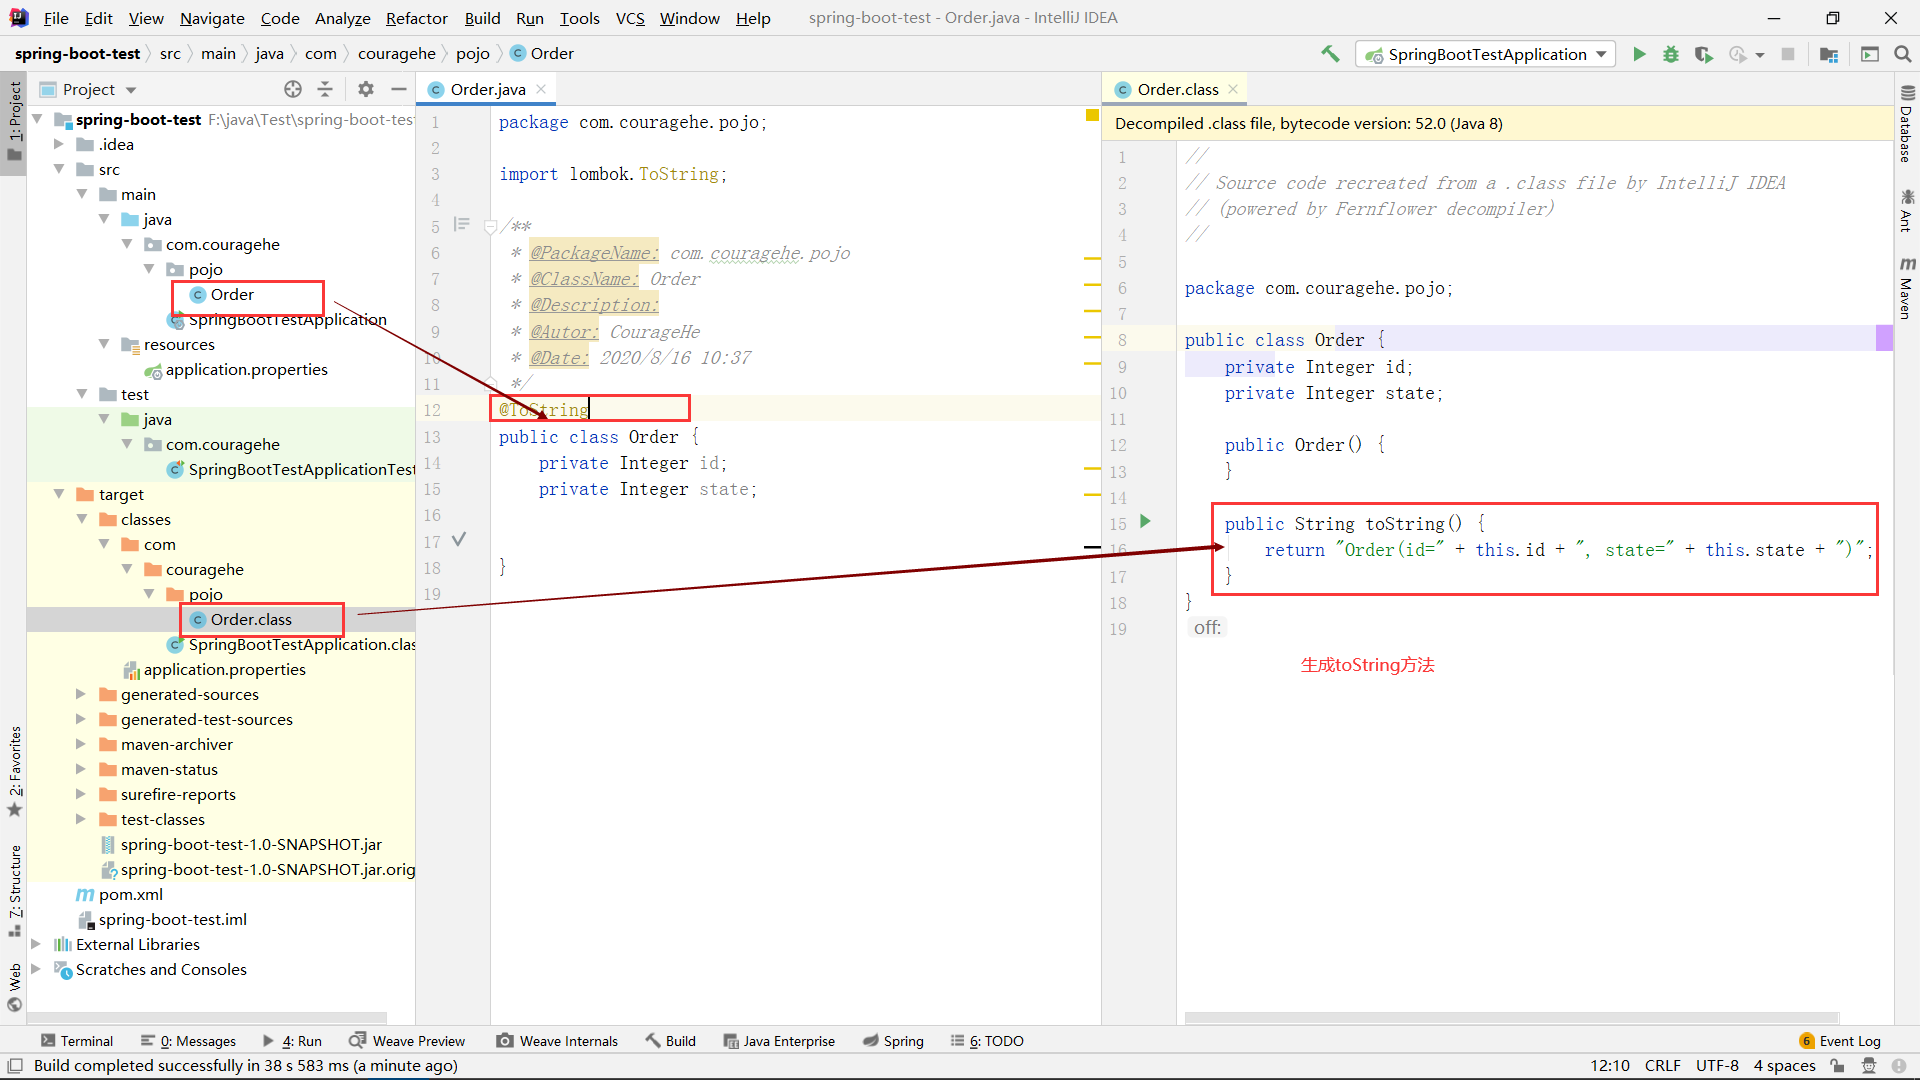 File Edit View Navigate Code Analyze Refactor Build Run Tools VCS Window Help spring-boot-test - Order.java - IntelliJ IDEA
spring-boot-test src main java com couragehe pojo Order SpringBootTestApplication
1: Project
2: Favorites
7: Structure
Web
Project
spring-boot-test F:\java\Test\spring-boot-tes
.idea
src
main
java
com.couragehe
pojo
Order
SpringBootTestApplication
resources
application.properties
test
java
com.couragehe
SpringBootTestApplicationTest
target
classes
com
couragehe
pojo
Order.class
SpringBootTestApplication.clas
application.properties
generated-sources
generated-test-sources
maven-archiver
maven-status
surefire-reports
test-classes
spring-boot-test-1.0-SNAPSHOT.jar
spring-boot-test-1.0-SNAPSHOT.jar.orig
pom.xml
spring-boot-test.iml
External Libraries
Scratches and Consoles
Order.java
1 package com.couragehe.pojo;
2
3 import lombok.ToString;
4
5 /**
6 * @PackageName: com.couragehe.pojo
7 * @ClassName: Order
8 * @Description:
9 * @Autor: CourageHe
10 * @Date: 2020/8/16 10:37
11 */
12 @ToString
13 public class Order {
14 private Integer id;
15 private Integer state;
16
17
18 }
19
Order.class
Decompiled .class file, bytecode version: 52.0 (Java 8)
1 //
2 // Source code recreated from a .class file by IntelliJ IDEA
3 // (powered by Fernflower decompiler)
4 //
5
6 package com.couragehe.pojo;
7
8 public class Order {
9 private Integer id;
10 private Integer state;
11
12 public Order() {
13 }
14
15 public String toString() {
16 return "Order(id=" + this.id + ", state=" + this.state + ")";
17 }
18 }
19 off:
生成toString方法
Database
Ant
Maven
Terminal 0: Messages 4: Run Weave Preview Weave Internals Build Java Enterprise Spring 6: TODO 6 Event Log
Build completed successfully in 38 s 583 ms (a minute ago) 12:10 CRLF UTF-8 4 spaces